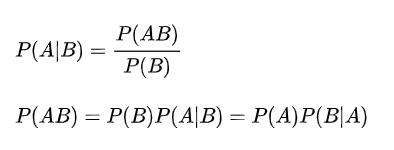 P(A|B) = P(AB) / P(B)
P(AB) = P(B)P(A|B) = P(A)P(B|A)